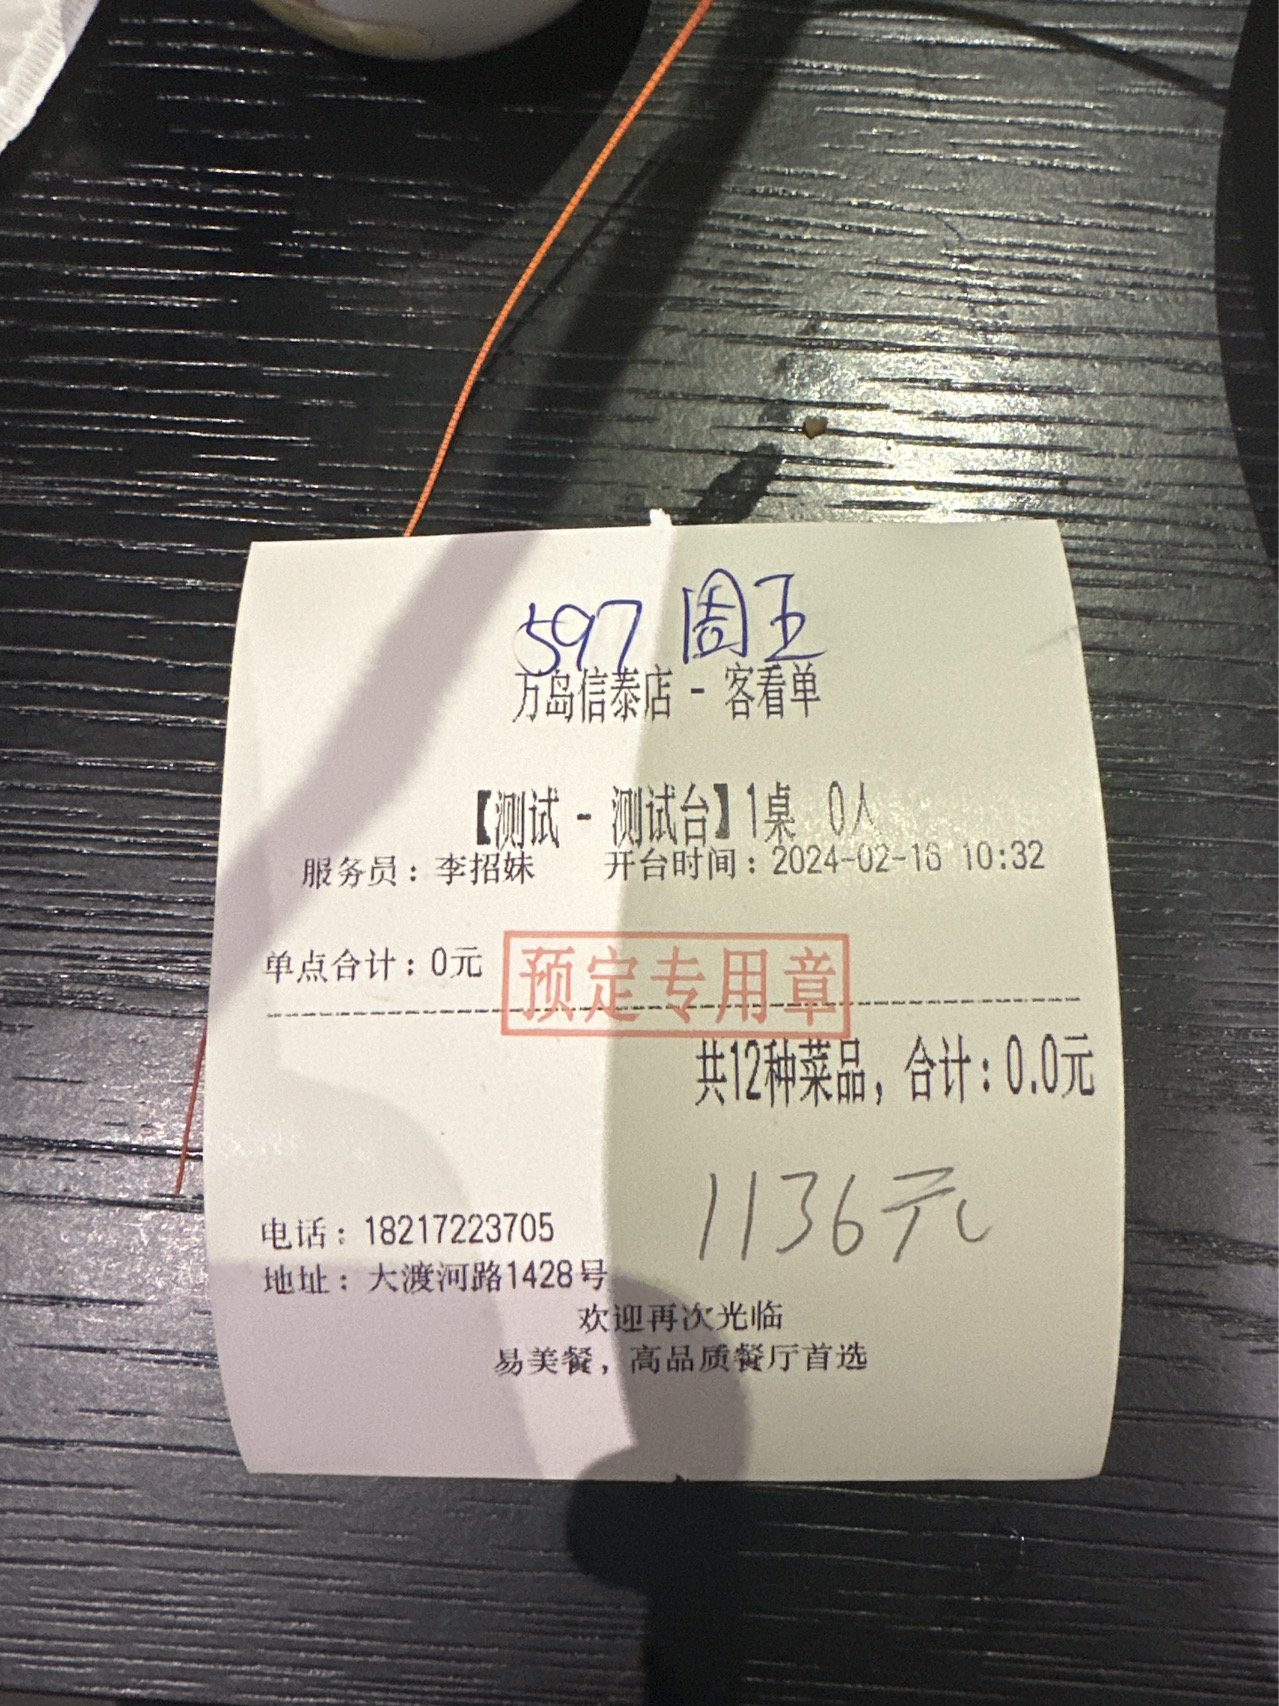 597 周王
万岛信泰店 - 客看单
【测试 - 测试台】1桌 0人
服务员：李招妹 开台时间：2024-02-16 10:32
单点合计：0元
预定专用章
共12种菜品，合计：0.0元
1136元
电话：18217223705
地址：大渡河路1428号
欢迎再次光临
易美餐，高品质餐厅首选